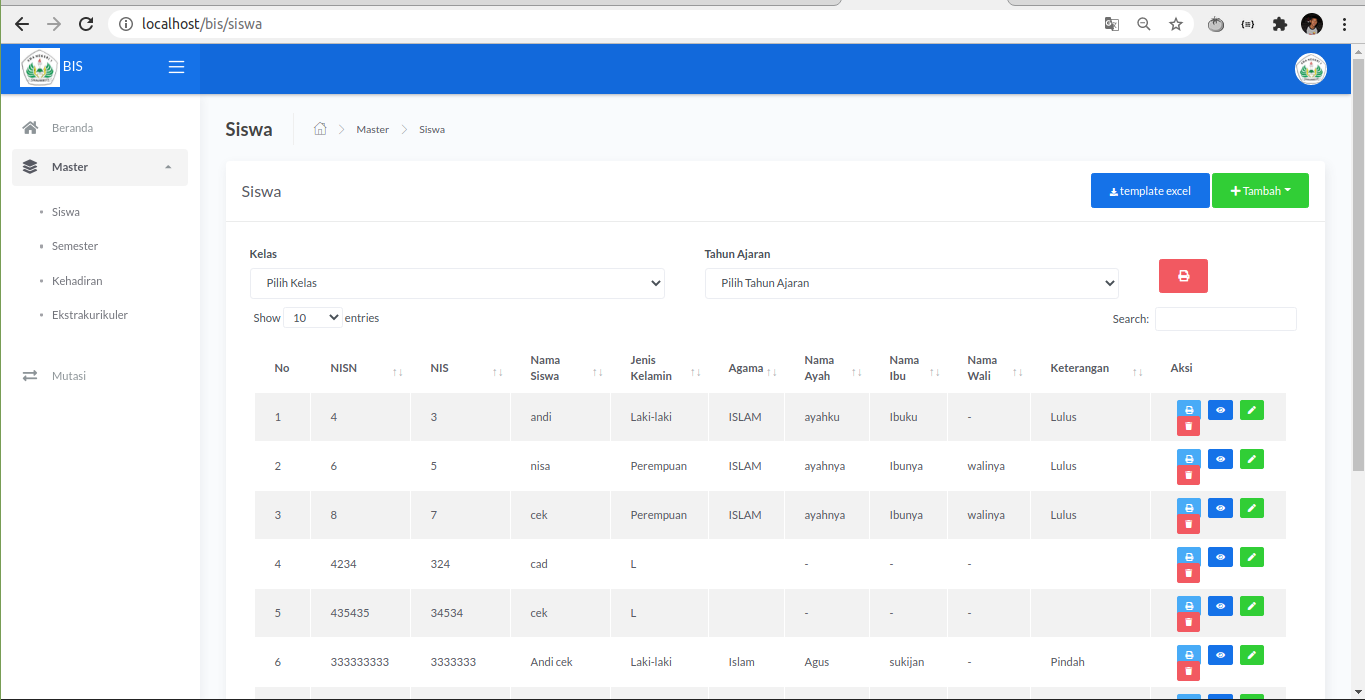 localhost/bis/siswa
BIS
Beranda
Master
Siswa
Semester
Kehadiran
Ekstrakurikuler
Mutasi
Siswa Master Siswa
Siswa template excel Tambah
Kelas Tahun Ajaran
Pilih Kelas Pilih Tahun Ajaran
Show 10 entries Search:
No NISN NIS Nama Siswa Jenis Kelamin Agama Nama Ayah Nama Ibu Nama Wali Keterangan Aksi
1 4 3 andi Laki-laki ISLAM ayahku Ibuku - Lulus
2 6 5 nisa Perempuan ISLAM ayahnya Ibunya walinya Lulus
3 8 7 cek Perempuan ISLAM ayahnya Ibunya walinya Lulus
4 4234 324 cad L - - -
5 435435 34534 cek L - - -
6 333333333 3333333 Andi cek Laki-laki Islam Agus sukijan - Pindah